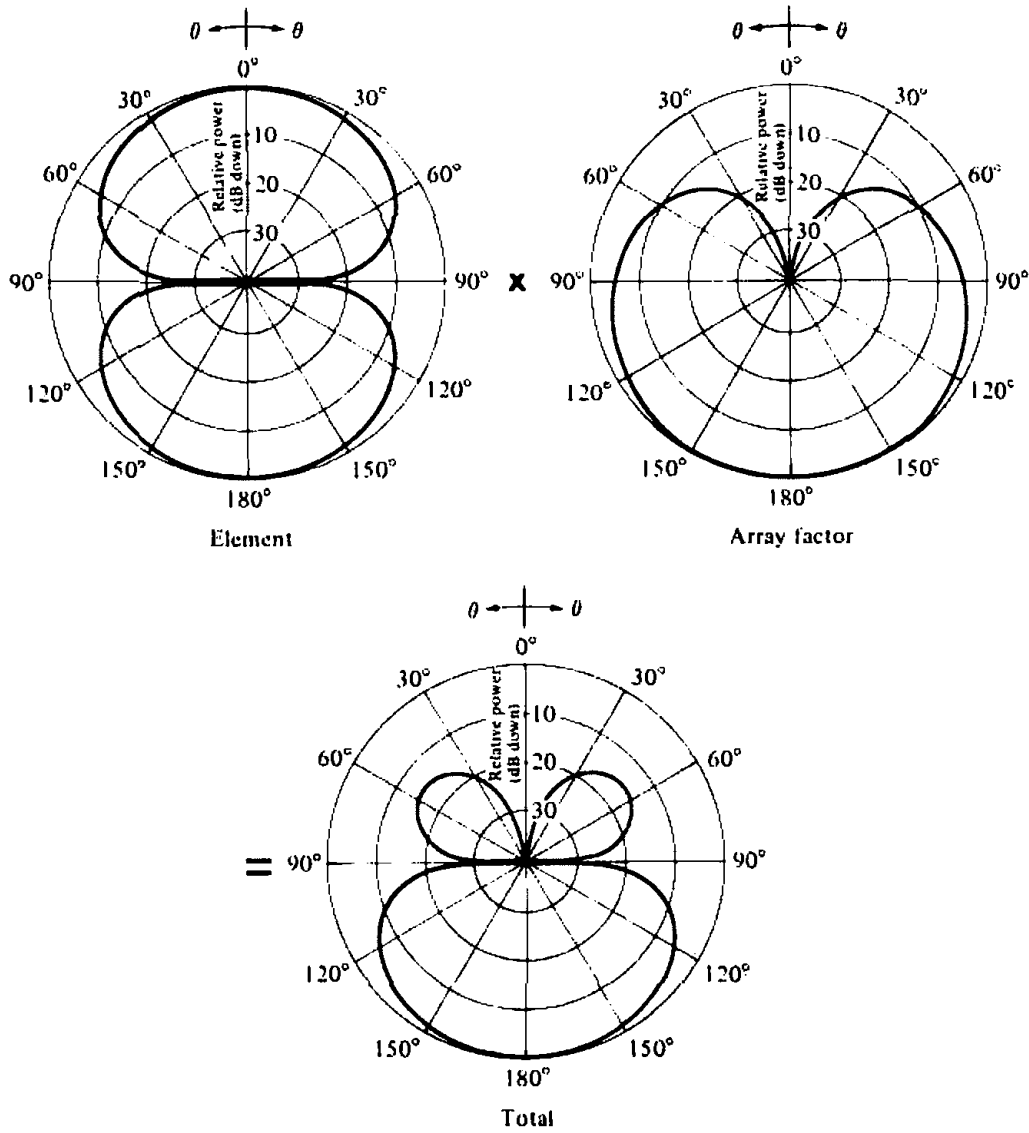 θ θ
0°
30° 30°
60° 60°
90° 90°
120° 120°
150° 150°
180°
Relative power
(dB down)
10
20
30
Element
x
θ θ
0°
30° 30°
60° 60°
90° 90°
120° 120°
150° 150°
180°
Relative power
(dB down)
10
20
30
Array factor
=
θ θ
0°
30° 30°
60° 60°
90° 90°
120° 120°
150° 150°
180°
Relative power
(dB down)
10
20
30
Total